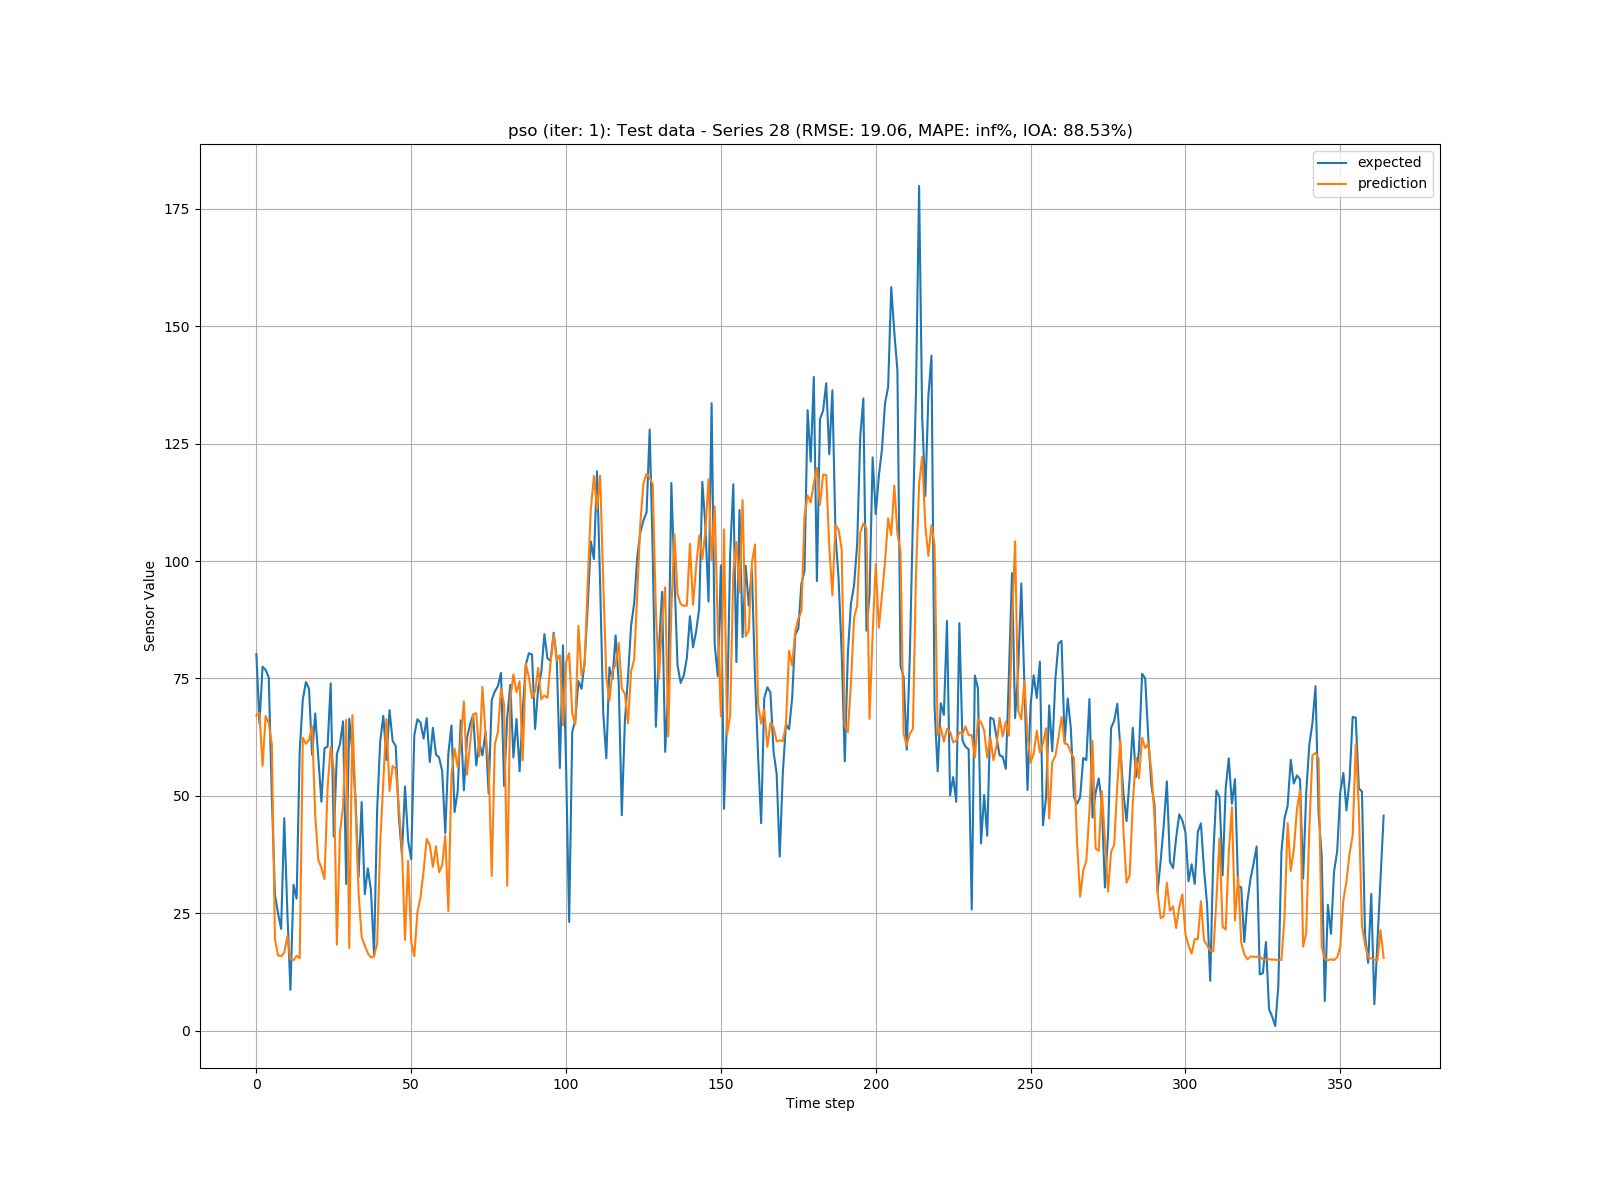 pso (iter: 1): Test data - Series 28 (RMSE: 19.06, MAPE: inf%, IOA: 88.53%)
expected
prediction
175
150
125
100
75
50
25
0
Sensor Value
0 50 100 150 200 250 300 350
Time step